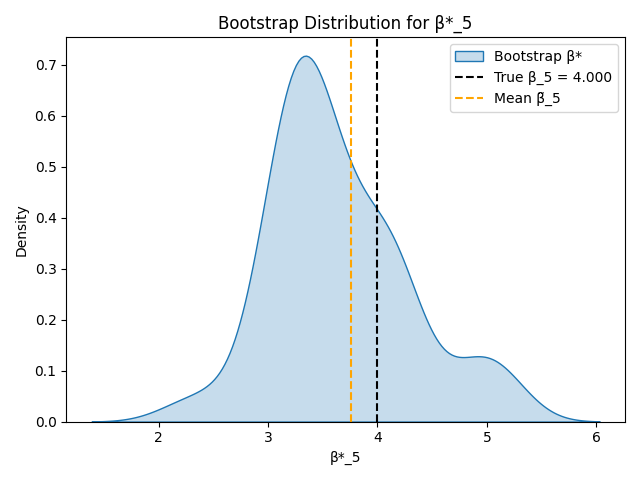 Bootstrap Distribution for β*_5
Bootstrap β*
True β_5 = 4.000
Mean β̂_5
0.7
0.6
0.5
0.4
0.3
0.2
0.1
0.0
Density
2 3 4 5 6
β*_5